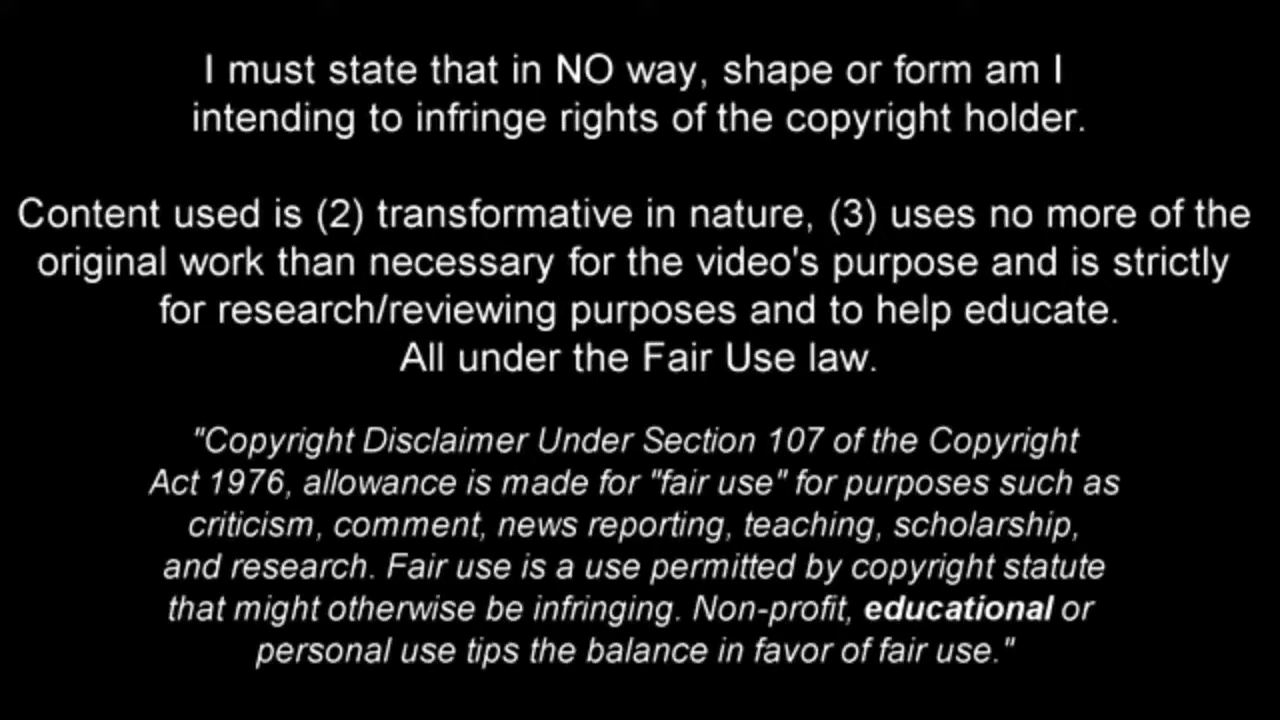 I must state that in NO way, shape or form am I
intending to infringe rights of the copyright holder.
Content used is (2) transformative in nature, (3) uses no more of the
original work than necessary for the video's purpose and is strictly
for research/reviewing purposes and to help educate.
All under the Fair Use law.
"Copyright Disclaimer Under Section 107 of the Copyright
Act 1976, allowance is made for "fair use" for purposes such as
criticism, comment, news reporting, teaching, scholarship,
and research. Fair use is a use permitted by copyright statute
that might otherwise be infringing. Non-profit, educational or
personal use tips the balance in favor of fair use."